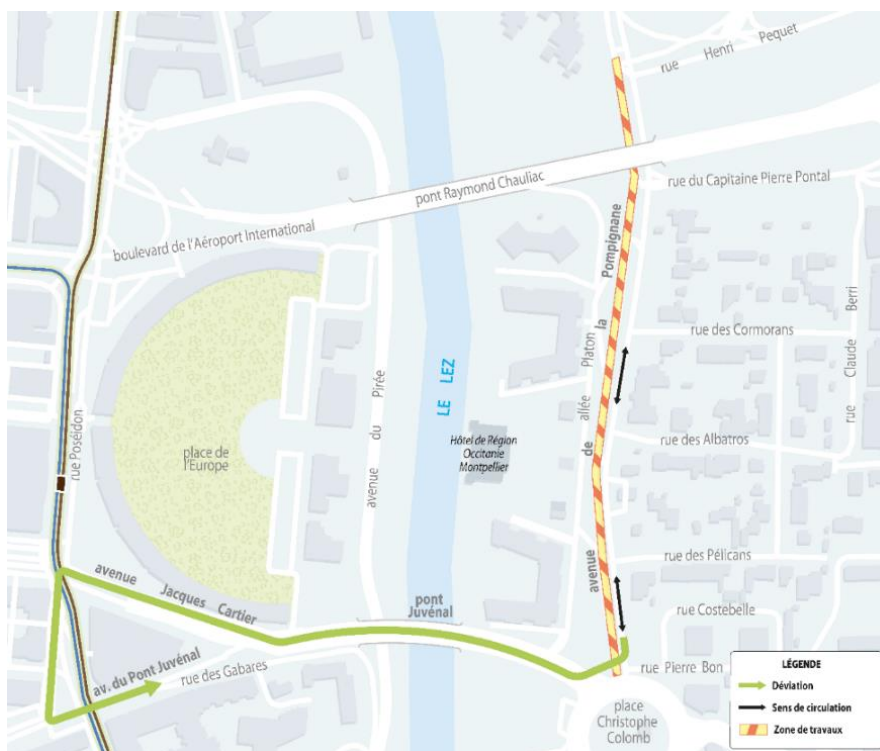 rue Henri Pequet
pont Raymond Chauliac
rue du Capitaine Pierre Pontal
boulevard de l'Aéroport International
avenue de la Pompignane
allée Platon
rue des Cormorans
rue Claude Berri
LE LEZ
avenue du Pirée
rue Poséidon
place de
l'Europe
Hôtel de Région
Occitanie
Montpellier
rue des Albatros
rue des Pélicans
avenue Jacques Cartier
pont
Juvénal
rue Costebelle
av. du Pont Juvénal
rue des Gabares
rue Pierre Bon
place
Christophe
Colomb
LÉGENDE
Déviation
Sens de circulation
Zone de travaux